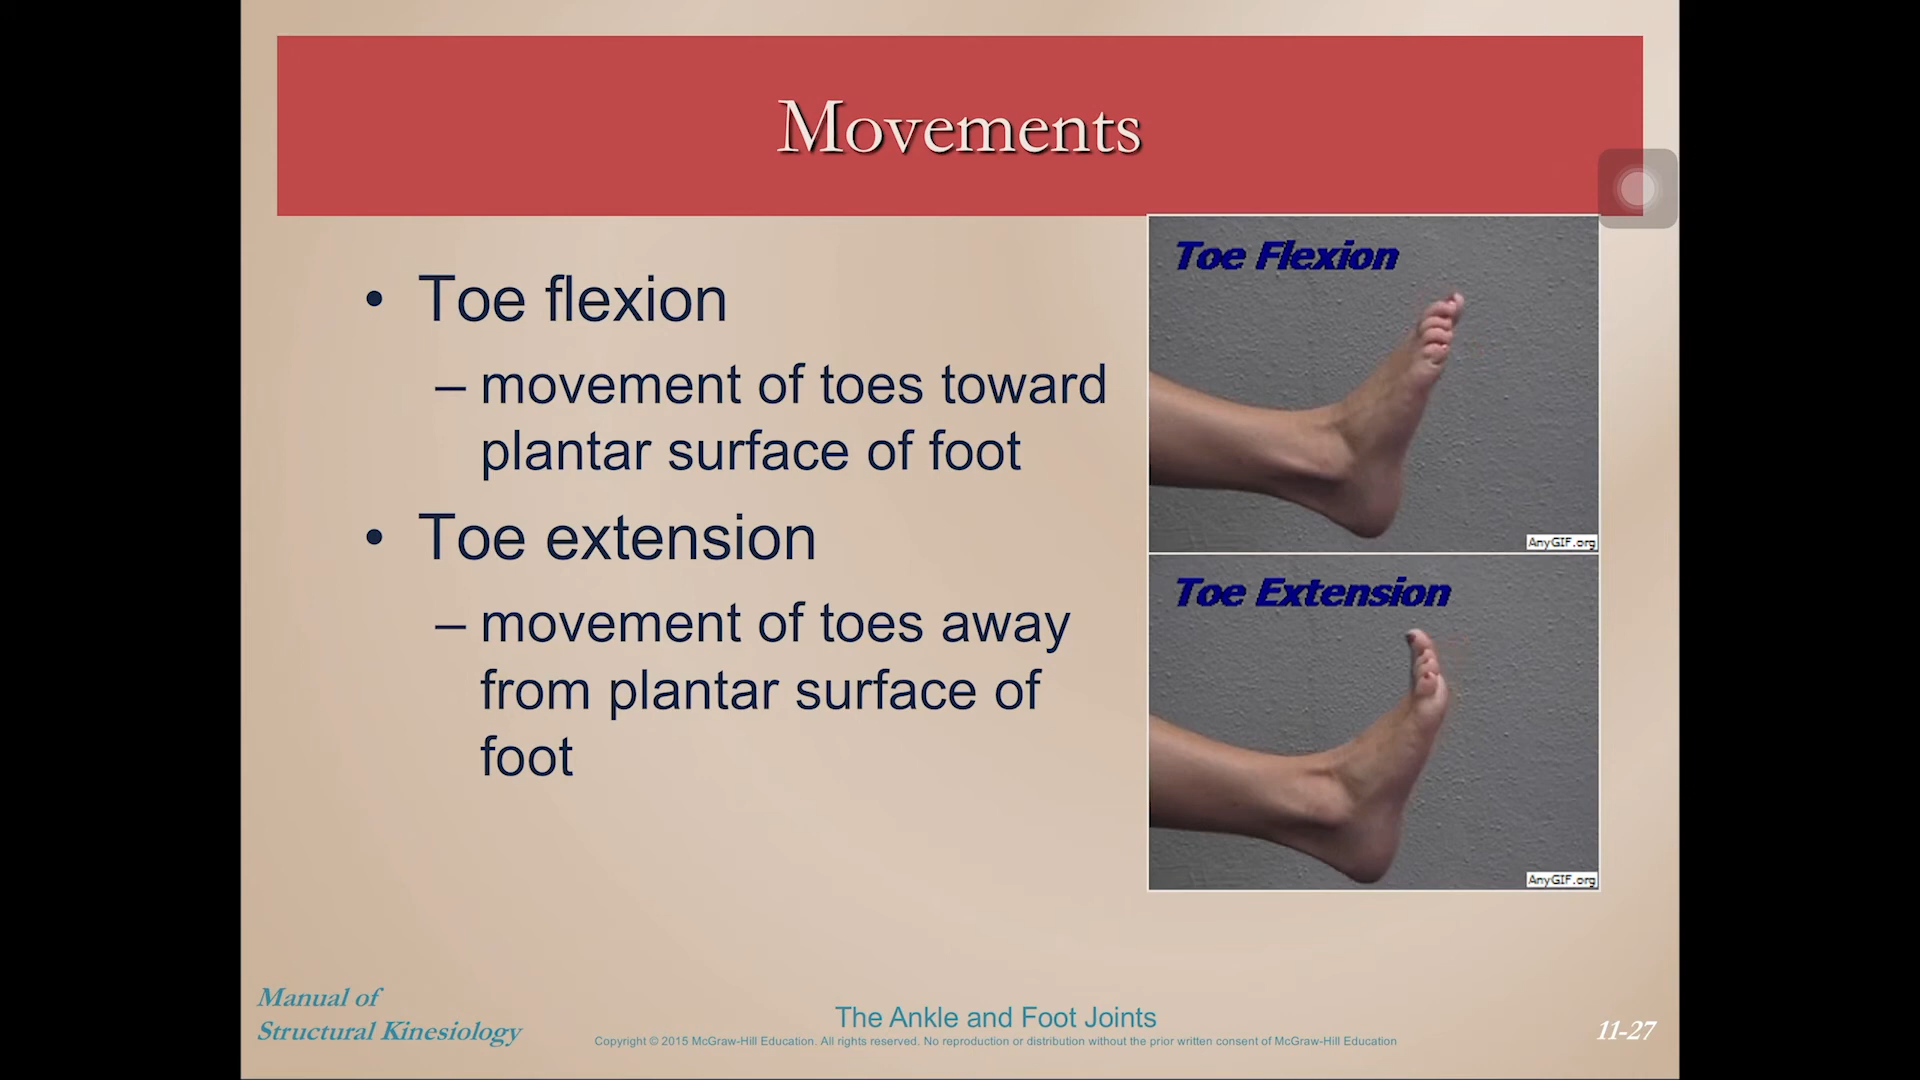 Movements
• Toe flexion
– movement of toes toward
plantar surface of foot
• Toe extension
– movement of toes away
from plantar surface of
foot
Toe Flexion
AnyGIF.org
Toe Extension
AnyGIF.org
Manual of
Structural Kinesiology
The Ankle and Foot Joints
Copyright © 2015 McGraw-Hill Education. All rights reserved. No reproduction or distribution without the prior written consent of McGraw-Hill Education
11-27